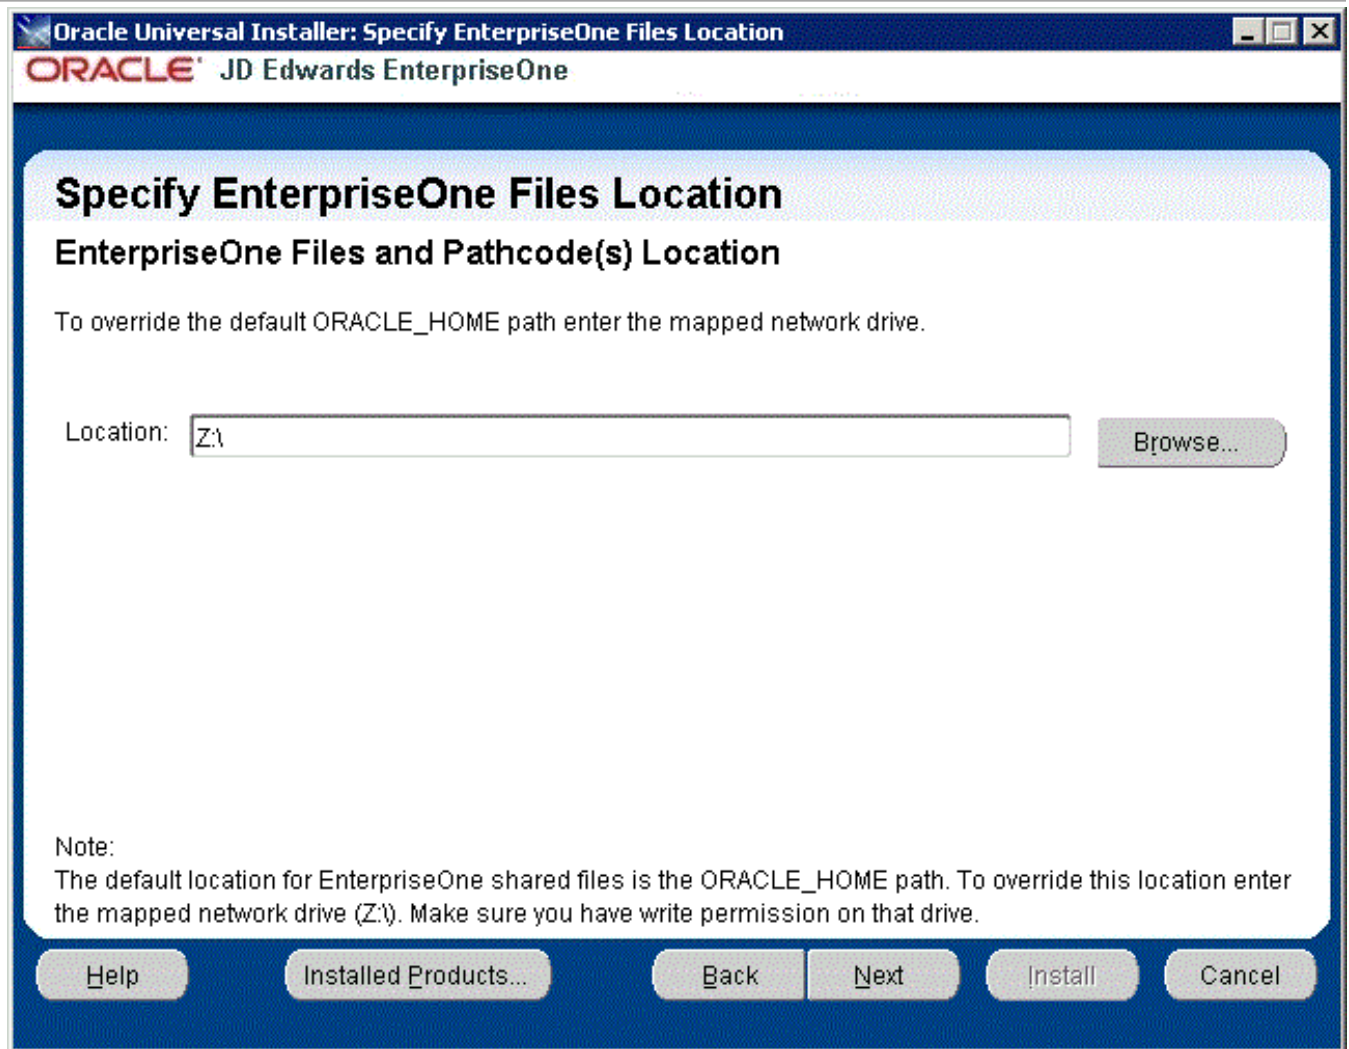 Oracle Universal Installer: Specify EnterpriseOne Files Location
ORACLE' JD Edwards EnterpriseOne
Specify EnterpriseOne Files Location
EnterpriseOne Files and Pathcode(s) Location
To override the default ORACLE_HOME path enter the mapped network drive.
Location: Z:\ Browse...
Note:
The default location for EnterpriseOne shared files is the ORACLE_HOME path. To override this location enter
the mapped network drive (Z:\). Make sure you have write permission on that drive.
Help Installed Products... Back Next Install Cancel